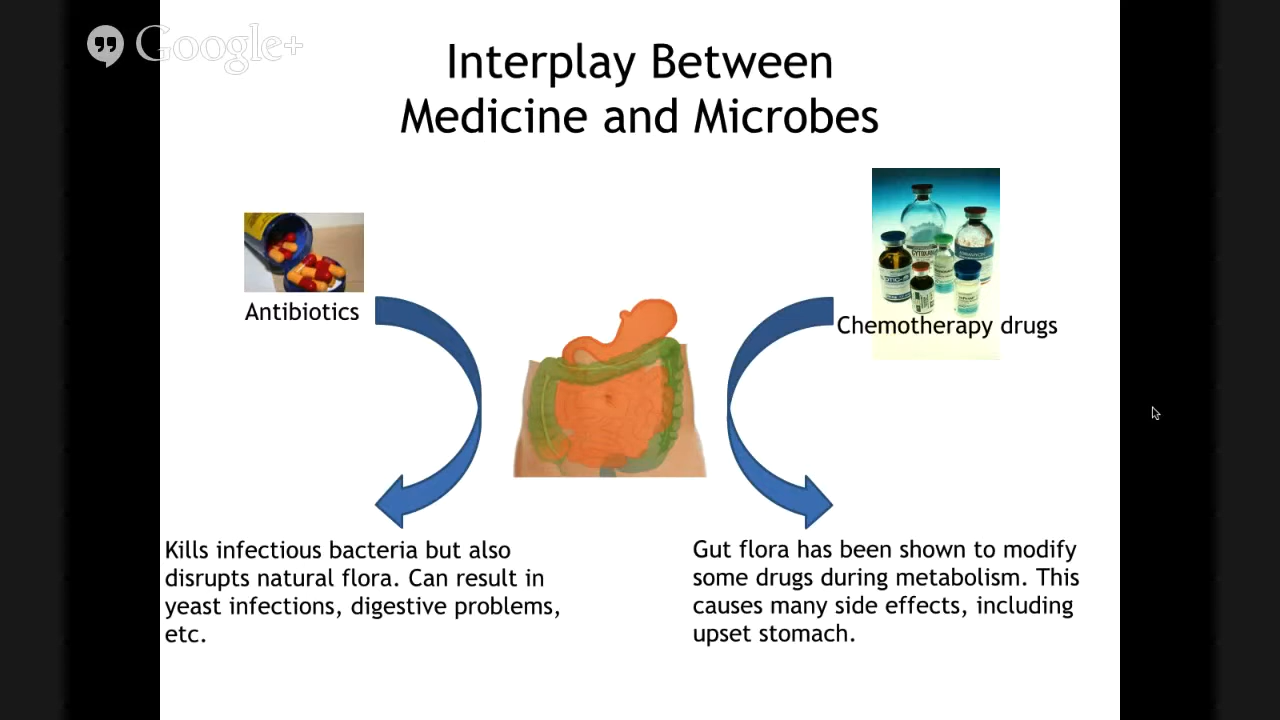 Google+
Interplay Between
Medicine and Microbes
Antibiotics
Chemotherapy drugs
Kills infectious bacteria but also
disrupts natural flora. Can result in
yeast infections, digestive problems,
etc.
Gut flora has been shown to modify
some drugs during metabolism. This
causes many side effects, including
upset stomach.